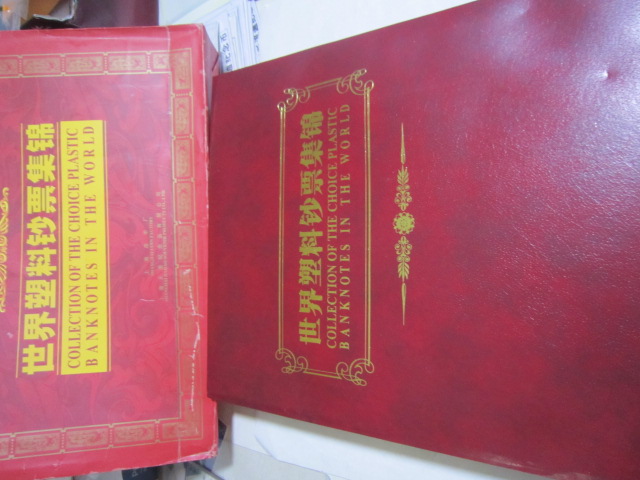 世界塑料钞票集锦
COLLECTION OF THE CHOICE PLASTIC
BANKNOTES IN THE WORLD
世界塑料钞票集锦
COLLECTION OF THE CHOICE PLASTIC
BANKNOTES IN THE WORLD